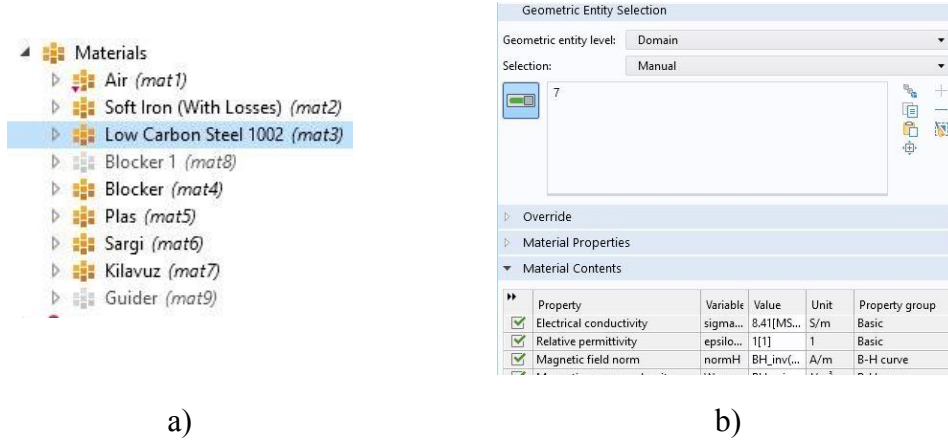 Materials
Air (mat1)
Soft Iron (With Losses) (mat2)
Low Carbon Steel 1002 (mat3)
Blocker 1 (mat8)
Blocker (mat4)
Plas (mat5)
Sargi (mat6)
Kilavuz (mat7)
Guider (mat9)
a)
Geometric Entity Selection
Geometric entity level: Domain
Selection: Manual
7
Override
Material Properties
Material Contents
Property Variable Value Unit Property group
Electrical conductivity sigma... 8.41[MS... S/m Basic
Relative permittivity epsilo... 1[1] 1 Basic
Magnetic field norm normH BH_inv(... A/m B-H curve
b)